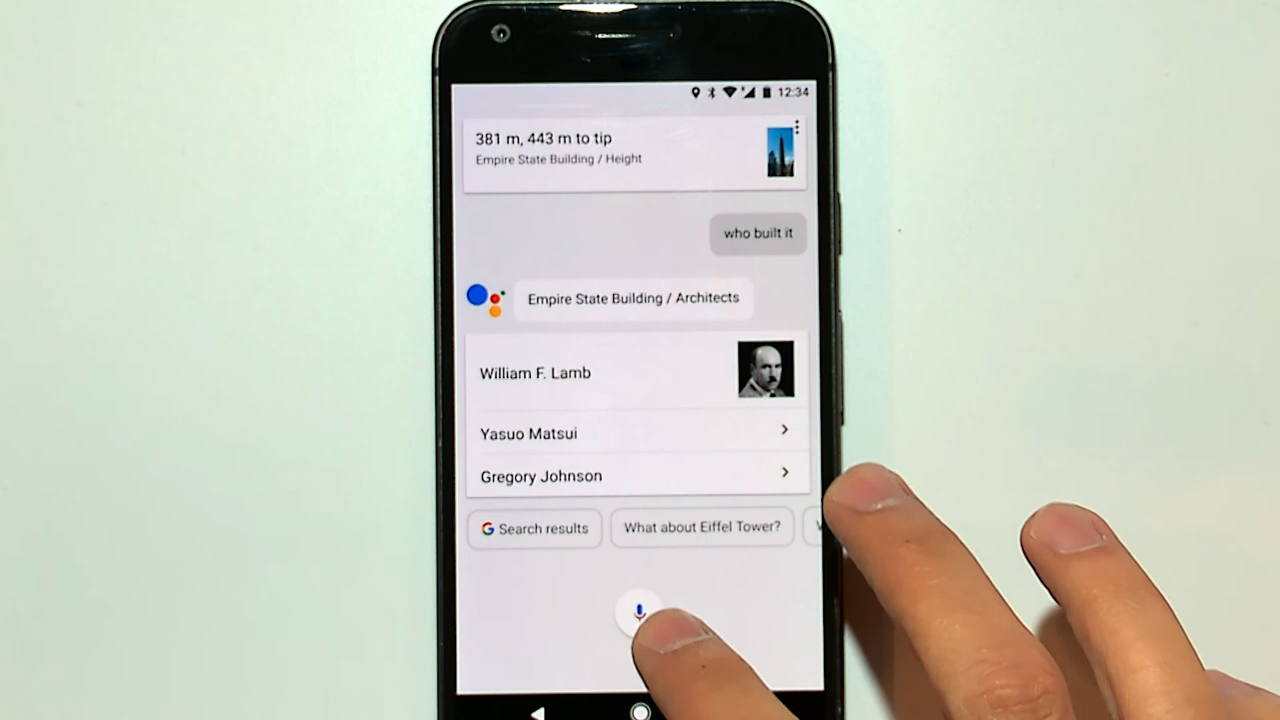 12:34
381 m, 443 m to tip
Empire State Building / Height
who built it
Empire State Building / Architects
William F. Lamb
Yasuo Matsui
Gregory Johnson
Search results
What about Eiffel Tower?